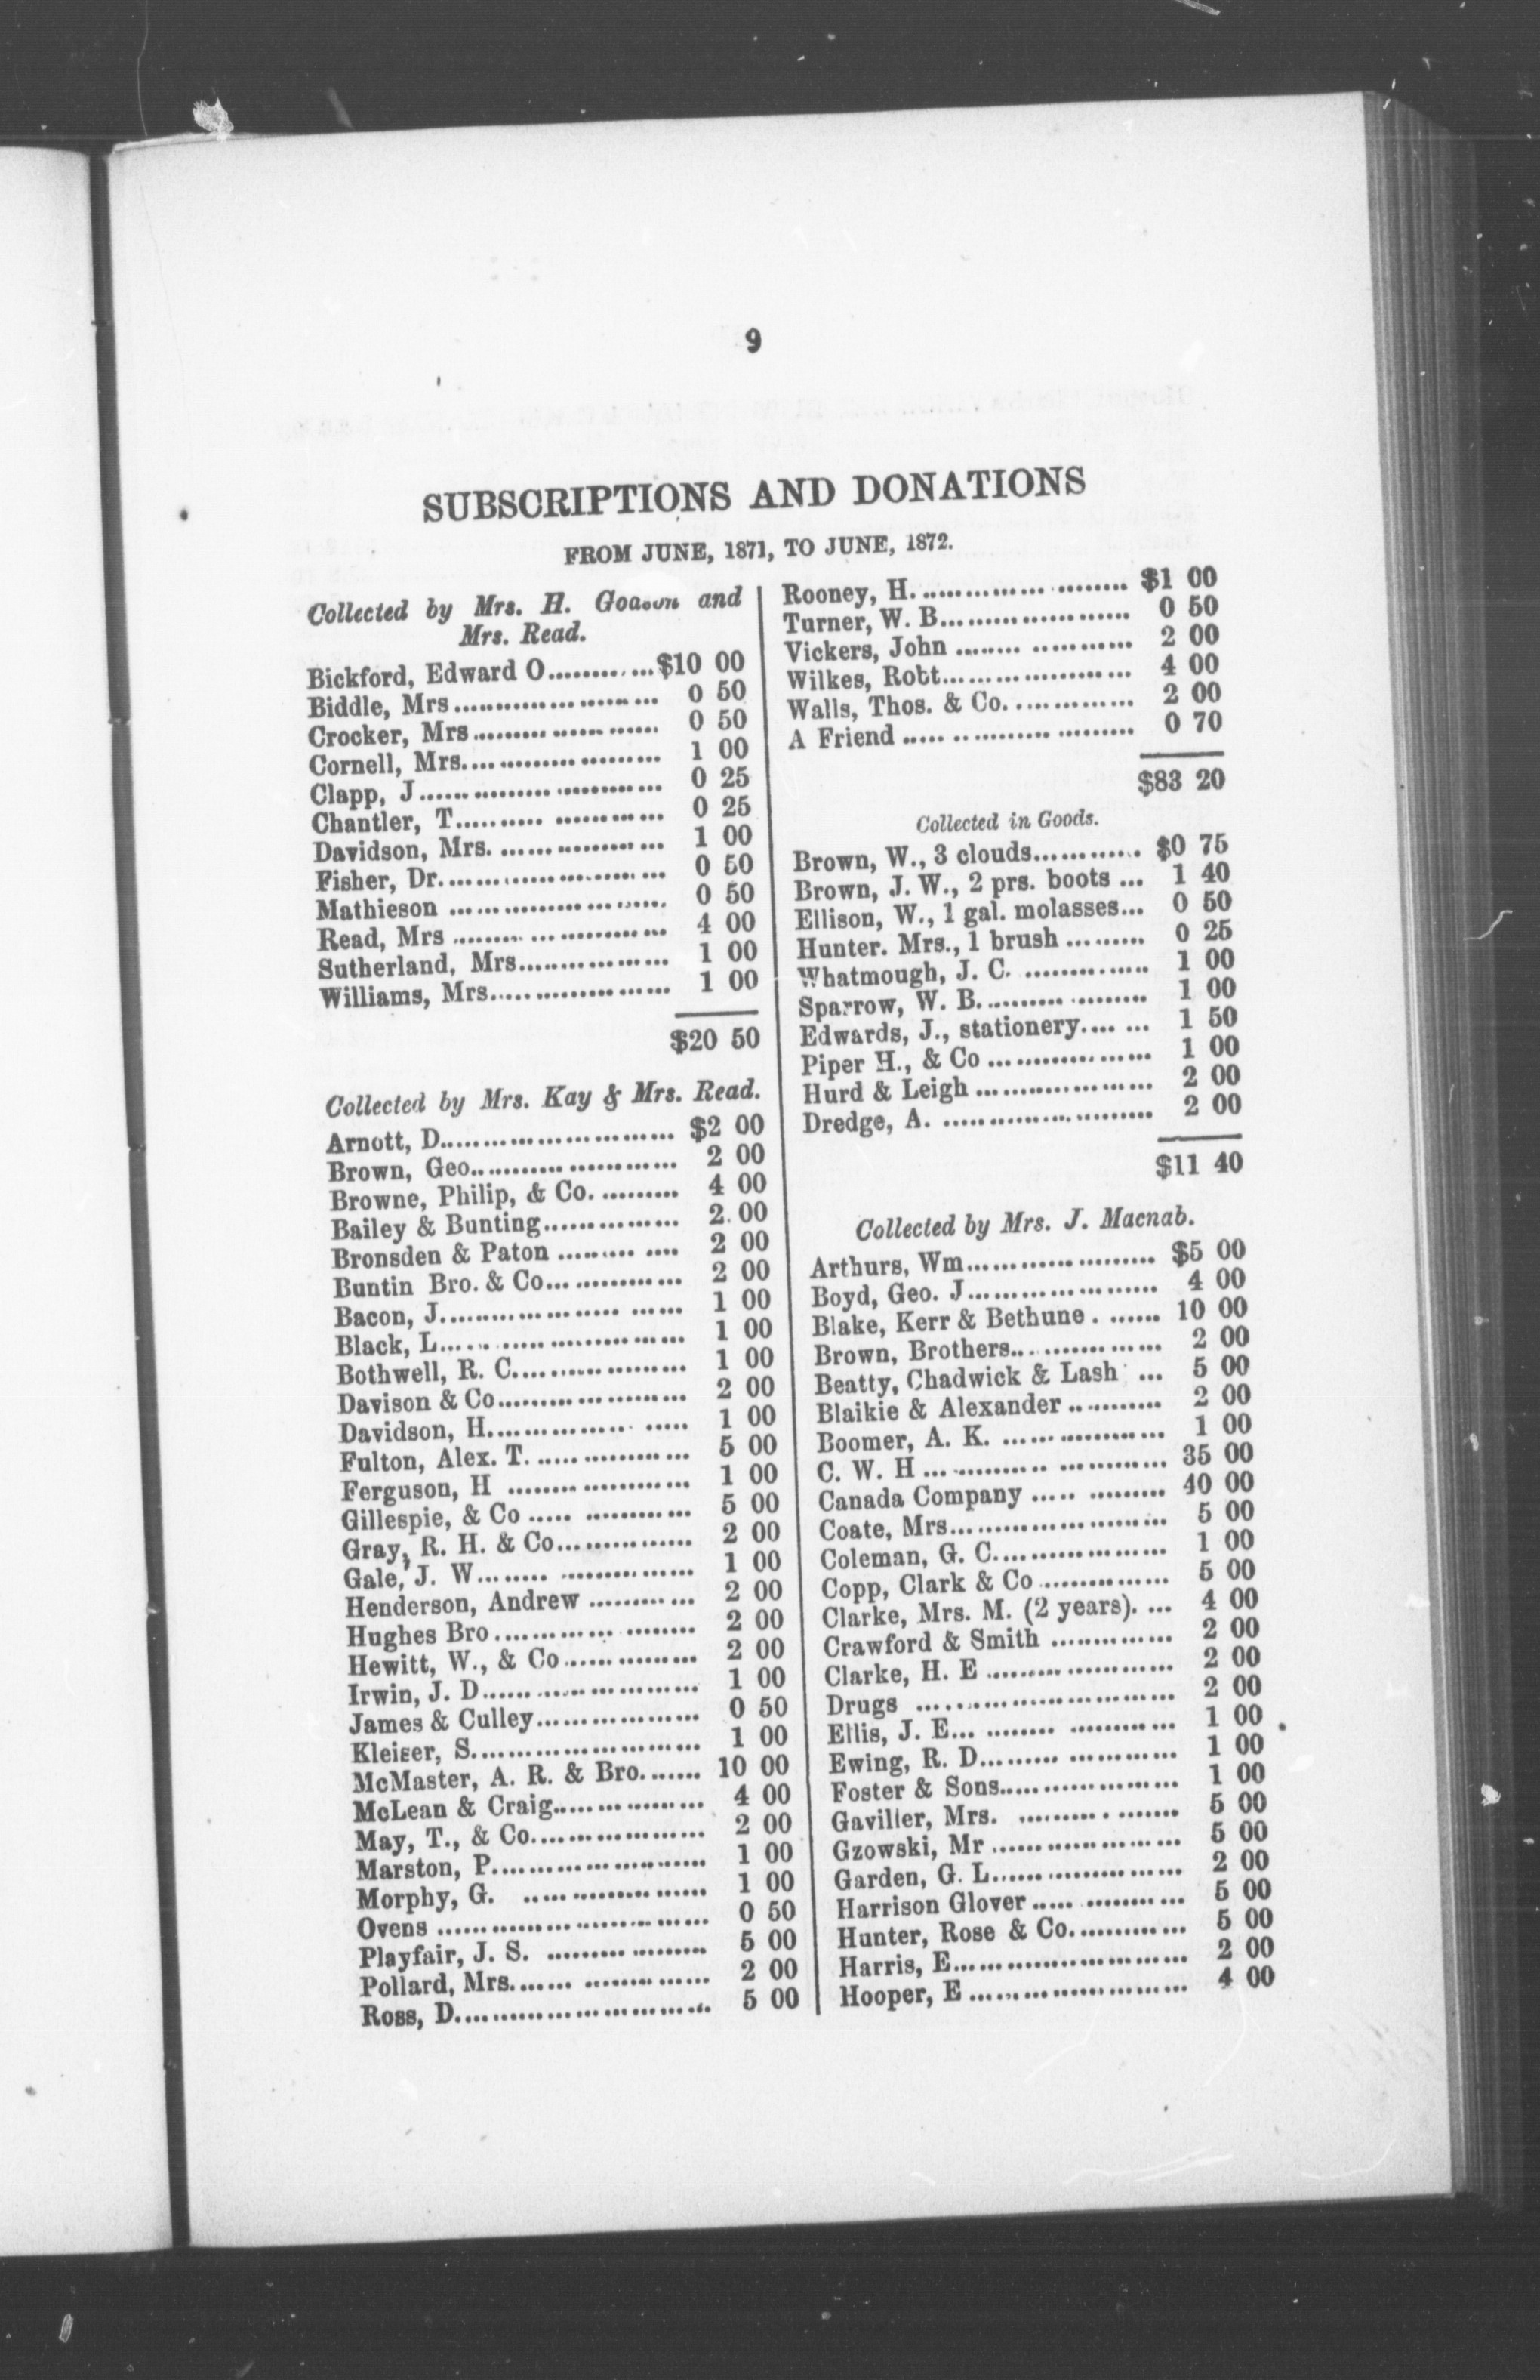 9
SUBSCRIPTIONS AND DONATIONS
FROM JUNE, 1871, TO JUNE, 1872.
Collected by Mrs. H. and
Mrs. Read.
Bickford, Edward O............$10 00
Biddle, Mrs........................ 0 50
Crocker, Mrs...................... 0 50
Cornell, Mrs....................... 1 00
Clapp, J............................ 0 25
Chantler, T........................ 0 25
Davidson, Mrs. ................... 1 00
Fisher, Dr.......................... 0 50
Mathieson ......................... 0 50
Read, Mrs ......................... 4 00
Sutherland, Mrs.................. 1 00
Williams, Mrs..................... 1 00
$20 50
Collected by Mrs. Kay & Mrs. Read.
Arnott, D........................... $2 00
Brown, Geo........................ 2 00
Browne, Philip, & Co. ......... 4 00
Bailey & Bunting............... 2 00
Bronsden & Paton ............. 2 00
Buntin Bro. & Co............... 2 00
Bacon, J............................ 1 00
Black, L............................ 1 00
Bothwell, R. C................... 1 00
Davison & Co..................... 2 00
Davidson, H....................... 1 00
Fulton, Alex. T. ................. 5 00
Ferguson, H ..................... 1 00
Gillespie, & Co .................. 5 00
Gray, R. H. & Co............... 2 00
Gale, J. W........................ 1 00
Henderson, Andrew ............ 2 00
Hughes Bro ....................... 2 00
Hewitt, W., & Co............... 2 00
Irwin, J. D........................ 1 00
James & Culley.................. 0 50
Kleiser, S.......................... 1 00
McMaster, A. R. & Bro....... 10 00
McLean & Craig................. 4 00
May, T., & Co.................... 2 00
Marston, P........................ 1 00
Morphy, G. ...................... 1 00
Ovens .............................. 0 50
Playfair, J. S. ................... 5 00
Pollard, Mrs...................... 2 00
Ross, D............................. 5 00
Rooney, H. ........................ $1 00
Turner, W. B..................... 0 50
Vickers, John .................... 2 00
Wilkes, Robt...................... 4 00
Walls, Thos. & Co. ............. 2 00
A Friend .......................... 0 70
$83 20
Collected in Goods.
Brown, W., 3 clouds............ $0 75
Brown, J. W., 2 prs. boots ... 1 40
Ellison, W., 1 gal. molasses... 0 50
Hunter. Mrs., 1 brush ......... 0 25
Whatmough, J. C. .............. 1 00
Sparrow, W. B................... 1 00
Edwards, J., stationery....... 1 50
Piper H., & Co .................. 1 00
Hurd & Leigh .................... 2 00
Dredge, A. ........................ 2 00
$11 40
Collected by Mrs. J. Macnab.
Arthurs, Wm..................... $5 00
Boyd, Geo. J..................... 4 00
Blake, Kerr & Bethune . ...... 10 00
Brown, Brothers................ 2 00
Beatty, Chadwick & Lash ... 5 00
Blaikie & Alexander ........... 2 00
Boomer, A. K. .................. 1 00
C. W. H ........................... 35 00
Canada Company ............... 40 00
Coate, Mrs........................ 5 00
Coleman, G. C................... 1 00
Copp, Clark & Co .............. 5 00
Clarke, Mrs. M. (2 years). ... 4 00
Crawford & Smith .............. 2 00
Clarke, H. E ..................... 2 00
Drugs .............................. 2 00
Ellis, J. E......................... 1 00
Ewing, R. D...................... 1 00
Foster & Sons.................... 1 00
Gaviller, Mrs. ................... 5 00
Gzowski, Mr ..................... 5 00
Garden, G. L..................... 2 00
Harrison Glover ................. 5 00
Hunter, Rose & Co............. 5 00
Harris, E.......................... 2 00
Hooper, E ........................ 4 00